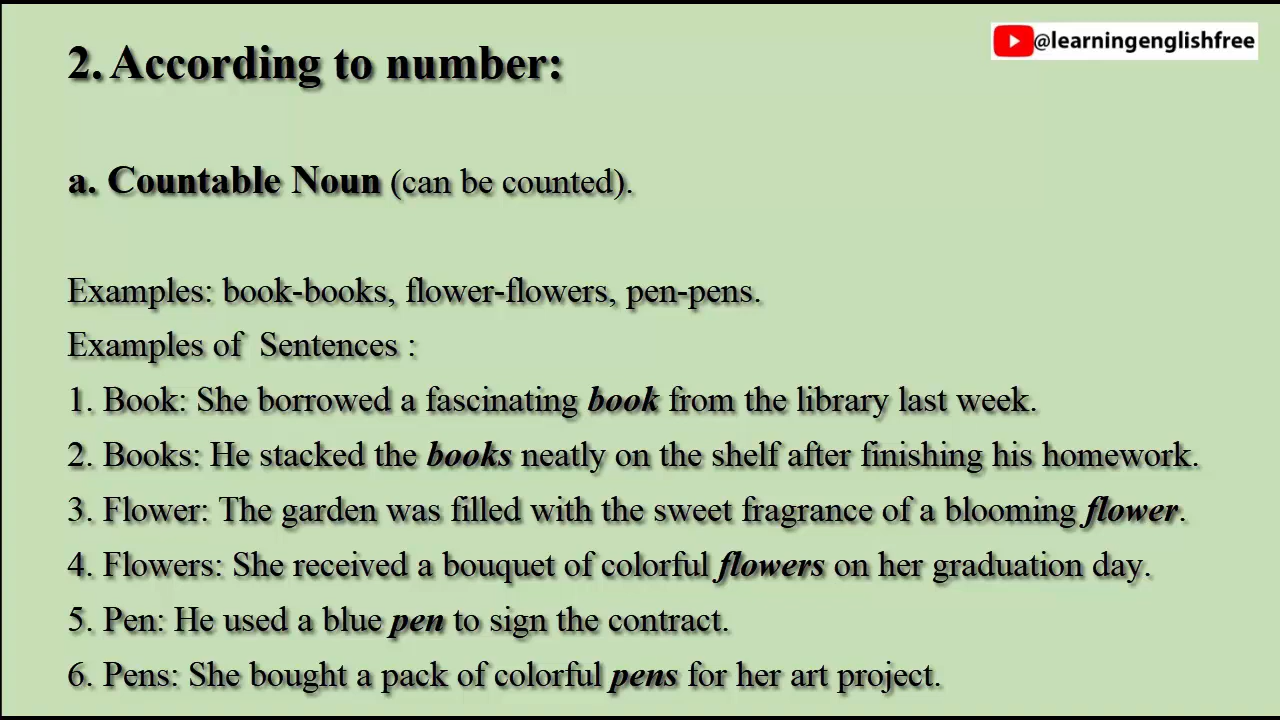 @learningenglishfree
2. According to number:
a. Countable Noun (can be counted).
Examples: book-books, flower-flowers, pen-pens.
Examples of  Sentences :
1. Book: She borrowed a fascinating book from the library last week.
2. Books: He stacked the books neatly on the shelf after finishing his homework.
3. Flower: The garden was filled with the sweet fragrance of a blooming flower.
4. Flowers: She received a bouquet of colorful flowers on her graduation day.
5. Pen: He used a blue pen to sign the contract.
6. Pens: She bought a pack of colorful pens for her art project.